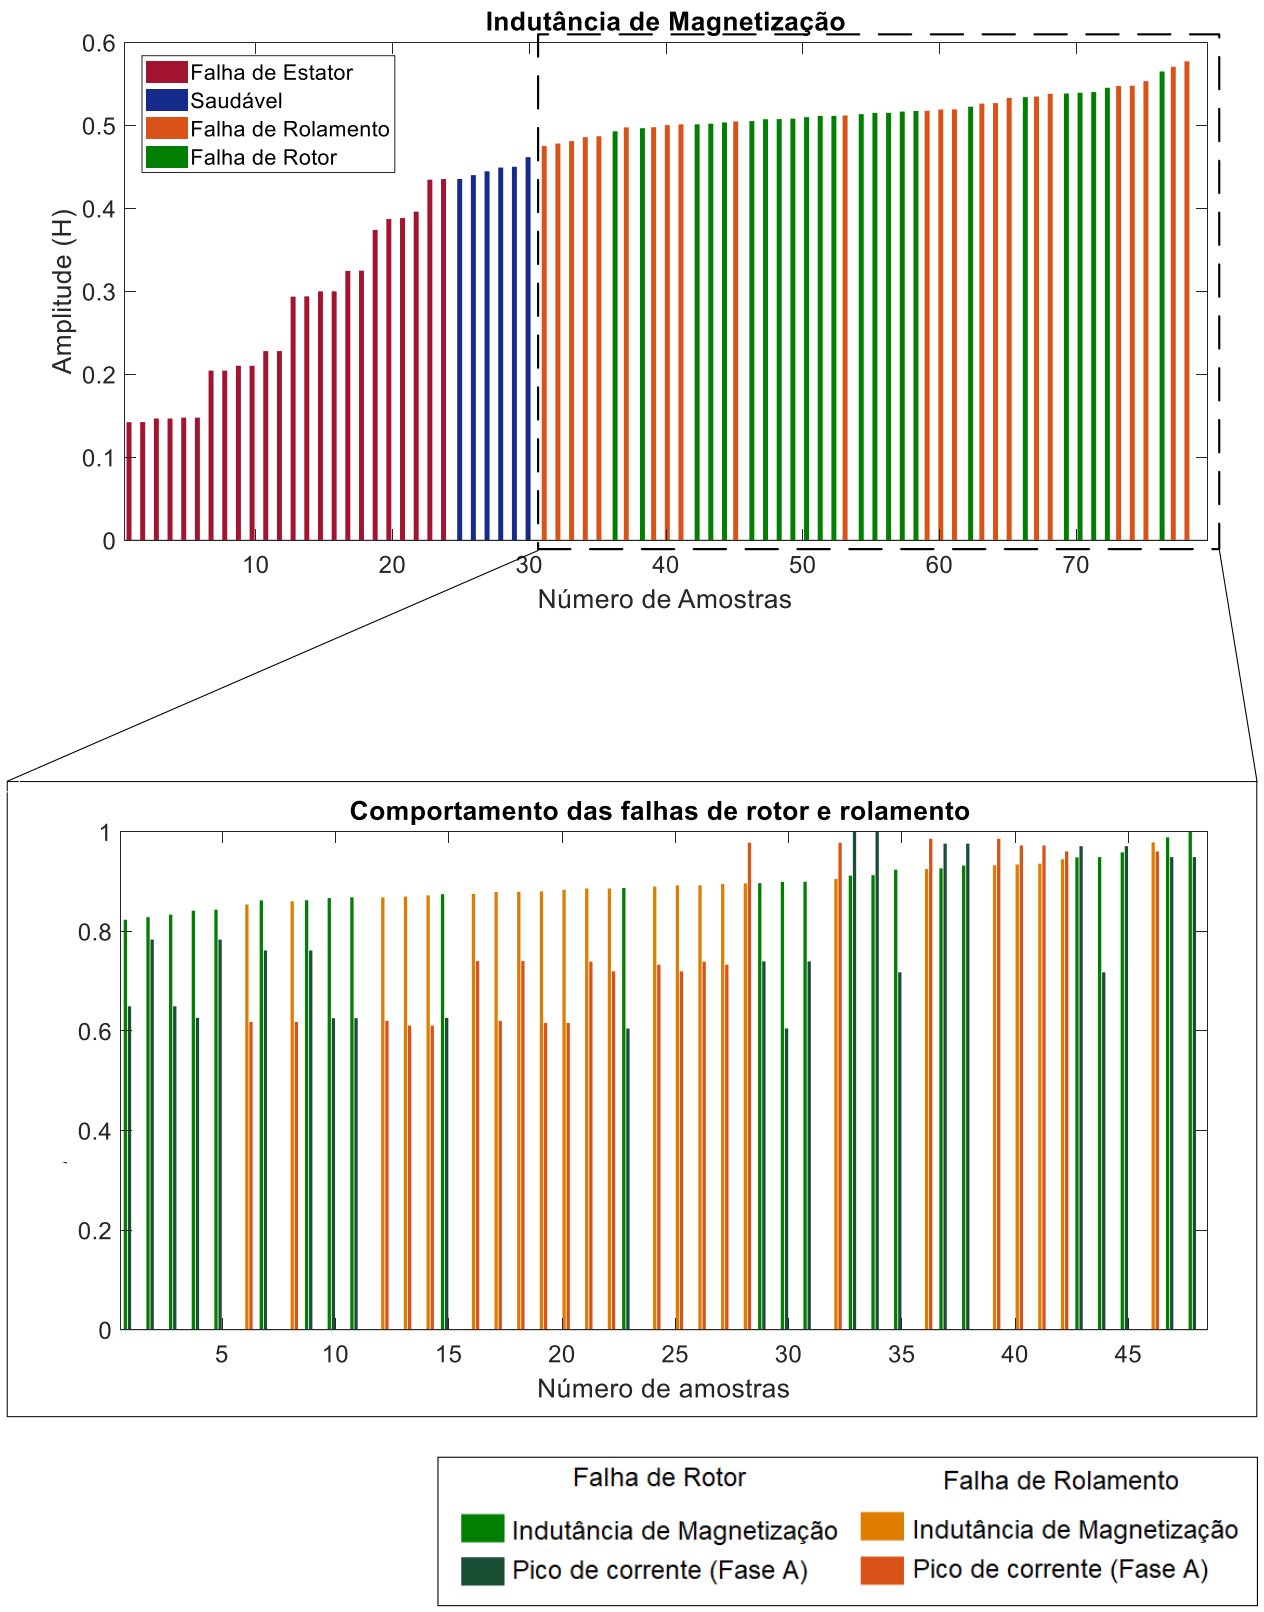 Indutância de Magnetização
0.6
0.5
0.4
0.3
0.2
0.1
0
Amplitude (H)
Falha de Estator
Saudável
Falha de Rolamento
Falha de Rotor
10 20 30 40 50 60 70
Número de Amostras
Comportamento das falhas de rotor e rolamento
1
0.8
0.6
0.4
0.2
0
5 10 15 20 25 30 35 40 45
Número de amostras
Falha de Rotor
Indutância de Magnetização
Pico de corrente (Fase A)
Falha de Rolamento
Indutância de Magnetização
Pico de corrente (Fase A)